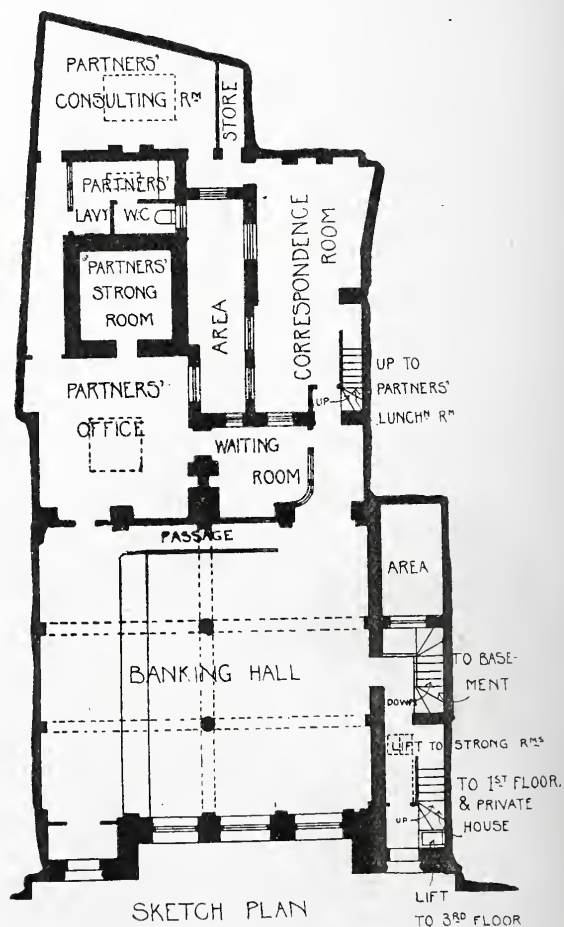 PARTNERS'
CONSULTING RM
STORE
PARTNERS'
LAVY W.C
PARTNERS'
STRONG
ROOM
AREA
CORRESPONDENCE
ROOM
UP TO
PARTNERS'
LUNCHN RM
UP
PARTNERS'
OFFICE
WAITING
ROOM
PASSAGE
AREA
BANKING HALL
TO BASE-
MENT
DOWN
LIFT TO STRONG RMS
TO 1ST FLOOR.
& PRIVATE
HOUSE
UP
LIFT
TO 3RD FLOOR
SKETCH PLAN